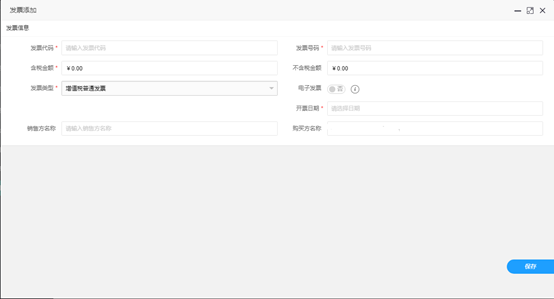 发票添加
发票信息
发票代码 * 请输入发票代码 发票号码 * 请输入发票号码
含税金额 * ￥0.00 不含税金额 ￥0.00
发票类型 * 增值税普通发票 电子发票 否
开票日期 * 请选择日期
销售方名称 请输入销售方名称 购买方名称
保存